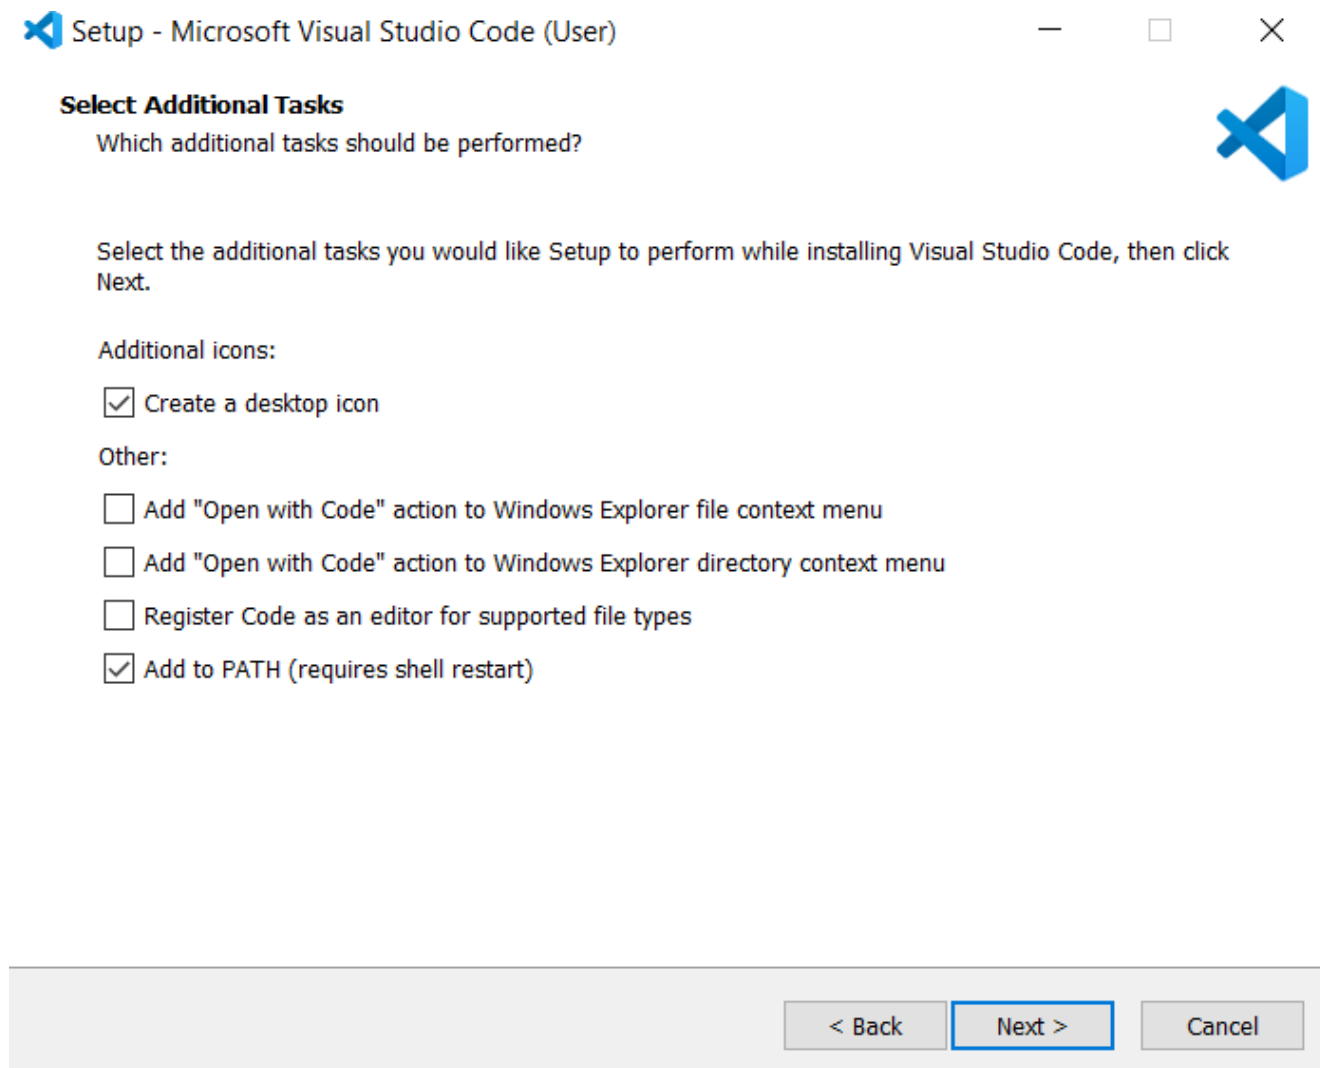 Setup - Microsoft Visual Studio Code (User)
Select Additional Tasks
Which additional tasks should be performed?
Select the additional tasks you would like Setup to perform while installing Visual Studio Code, then click
Next.
Additional icons:
Create a desktop icon
Other:
Add "Open with Code" action to Windows Explorer file context menu
Add "Open with Code" action to Windows Explorer directory context menu
Register Code as an editor for supported file types
Add to PATH (requires shell restart)
< Back
Next >
Cancel